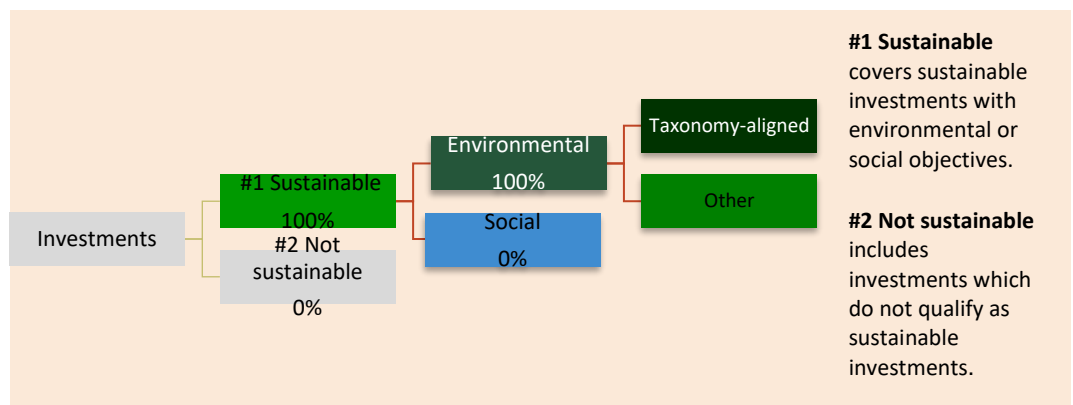 Investments
#1 Sustainable
100%
#2 Not
sustainable
0%
Environmental
100%
Social
0%
Taxonomy-aligned
Other
#1 Sustainable
covers sustainable
investments with
environmental or
social objectives.
#2 Not sustainable
includes
investments which
do not qualify as
sustainable
investments.